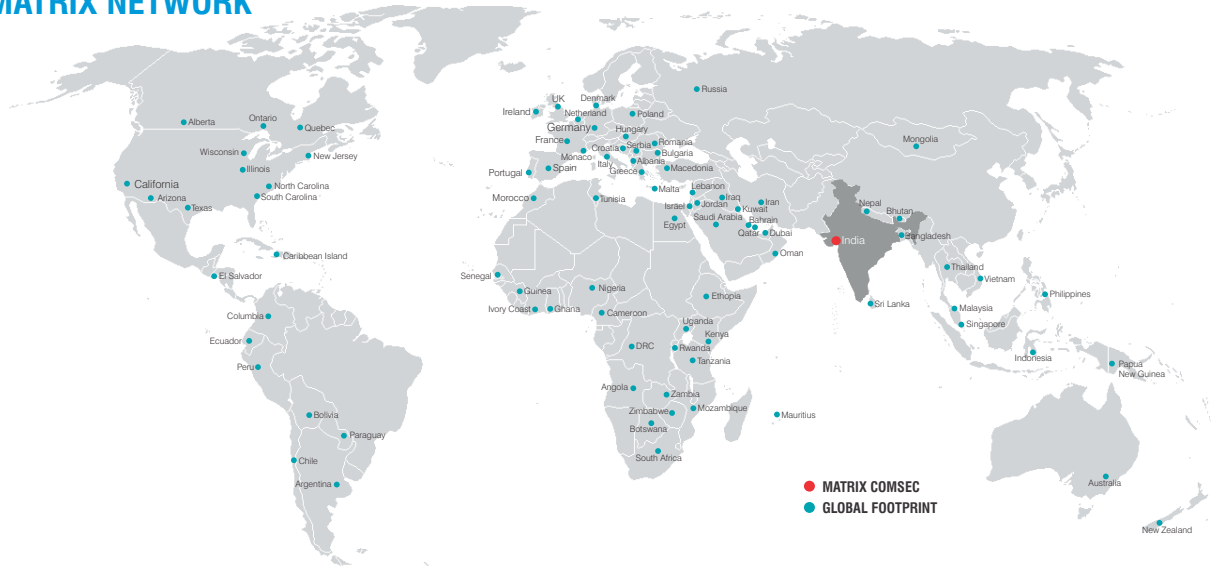 MATRIX NETWORK
Russia
UK
Denmark
Ireland
Netherland
Poland
Alberta
Ontario
Quebec
Germany
Hungary
France
Croatia
Serbia
Romania
Bulgaria
Mongolia
Wisconsin
New Jersey
Monaco
Italy
Albania
Illinois
Portugal
Spain
Greece
Macedonia
California
North Carolina
Malta
Lebanon
Arizona
South Carolina
Morocco
Tunisia
Israel
Jordan
Iraq
Iran
Nepal
Texas
Kuwait
Bhutan
Egypt
Saudi Arabia
Bahrain
Qatar
Dubai
India
Bangladesh
Caribbean Island
Oman
El Salvador
Senegal
Thailand
Vietnam
Guinea
Nigeria
Ethopia
Philippines
Ivory Coast
Ghana
Cameroon
Sri Lanka
Malaysia
Columbia
Uganda
Singapore
Ecuador
Kenya
DRC
Rwanda
Indonesia
Peru
Tanzania
Papua
New Guinea
Angola
Zambia
Bolivia
Zimbabwe
Mozambique
Mauritius
Botswana
Paraguay
Chile
South Africa
Argentina
Australia
MATRIX COMSEC
GLOBAL FOOTPRINT
New Zealand